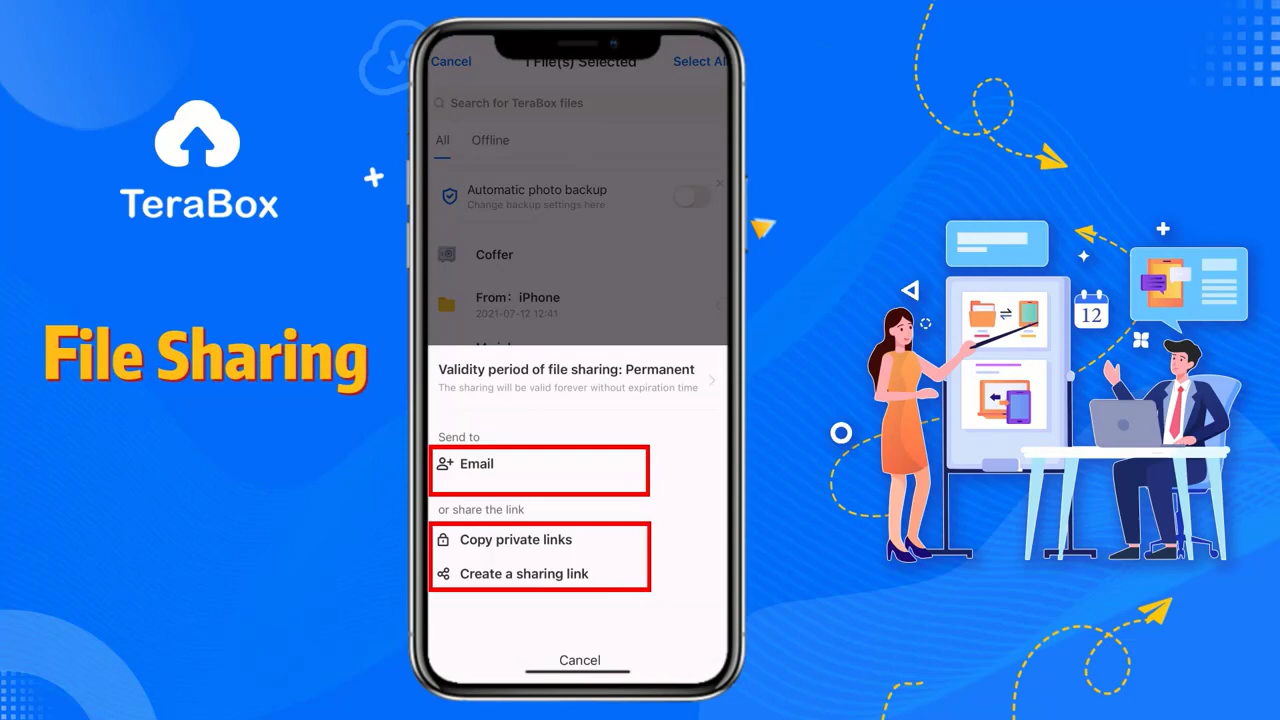 TeraBox
File Sharing
Cancel
1 File(s) Selected
Select All
Search for TeraBox files
All
Offline
Automatic photo backup
Change backup settings here
Coffer
From: iPhone
2021-07-12 12:41
Validity period of file sharing: Permanent
The sharing will be valid forever without expiration time
Send to
Email
or share the link
Copy private links
Create a sharing link
Cancel
12